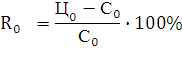 R₀ = (Ц₀ − С₀) / С₀ · 100%